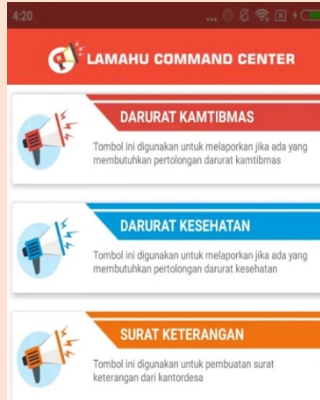 4:20
...
LAMAHU COMMAND CENTER
DARURAT KAMTIBMAS
Tombol ini digunakan untuk melaporkan jika ada yang
membutuhkan pertolongan darurat kamtibmas
DARURAT KESEHATAN
Tombol ini digunakan untuk melaporkan jika ada yang
membutuhkan pertolongan darurat kesehatan
SURAT KETERANGAN
Tombol ini digunakan untuk pembuatan surat
keterangan dari kantordesa